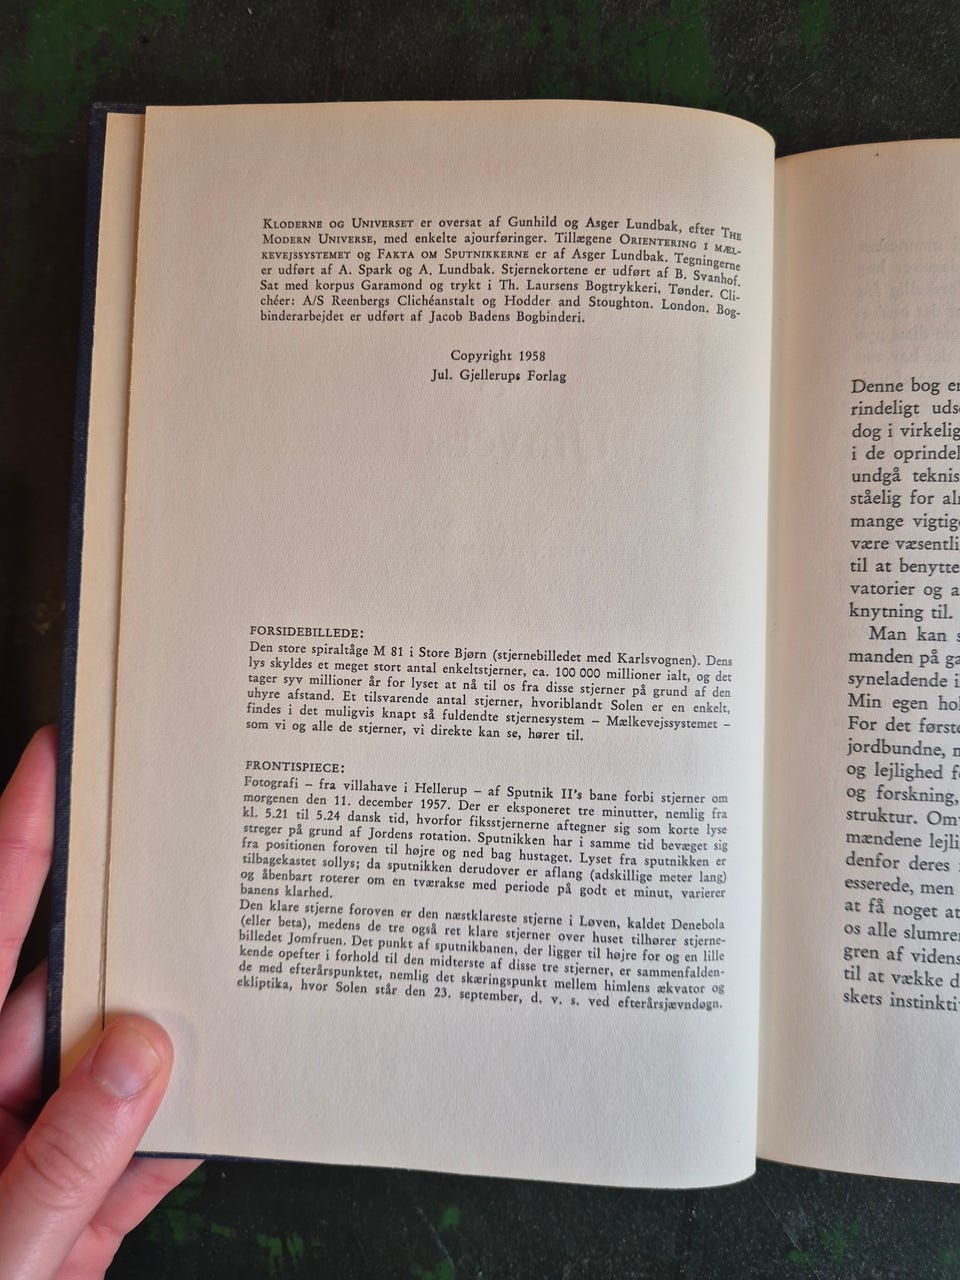 KLODERNE OG UNIVERSET er oversat af Gunhild og Asger Lundbak, efter THE
MODERN UNIVERSE, med enkelte ajourføringer. Tillægene ORIENTERING I MÆL-
KEVEJSSYSTEMET og FAKTA OM SPUTNIKKERNE er af Asger Lundbak. Tegningerne
er udført af A. Spark og A. Lundbak. Stjernekortene er udført af B. Svanhof.
Sat med korpus Garamond og trykt i Th. Laursens Bogtrykkeri, Tønder. Cli-
chéer: A/S Reenbergs Clichéanstalt og Hodder and Stoughton. London. Bog-
binderarbejdet er udført af Jacob Badens Bogbinderi.
Copyright 1958
Jul. Gjellerups Forlag
FORSIDEBILLEDE:
Den store spiraltåge M 81 i Store Bjørn (stjernebilledet med Karlsvognen). Dens
lys skyldes et meget stort antal enkeltstjerner, ca. 100 000 millioner ialt, og det
tager syv millioner år for lyset at nå til os fra disse stjerner på grund af den
uhyre afstand. Et tilsvarende antal stjerner, hvoriblandt Solen er en enkelt,
findes i det muligvis knapt så fuldendte stjernesystem – Mælkevejssystemet –
som vi og alle de stjerner, vi direkte kan se, hører til.
FRONTISPIECE:
Fotografi – fra villahave i Hellerup – af Sputnik II's bane forbi stjerner om
morgenen den 11. december 1957. Der er eksponeret tre minutter, nemlig fra
kl. 5.21 til 5.24 dansk tid, hvorfor fiksstjernerne aftegner sig som korte lyse
streger på grund af Jordens rotation. Sputnikken har i samme tid bevæget sig
fra positionen foroven til højre og ned bag hustaget. Lyset fra sputnikken er
tilbagekastet sollys; da sputnikken derudover er aflang (adskillige meter lang)
og åbenbart roterer om en tværakse med periode på godt et minut, varierer
banens klarhed.
Den klare stjerne foroven er den næstklareste stjerne i Løven, kaldet Denebola
(eller beta), medens de tre også ret klare stjerner over huset tilhører stjerne-
billedet Jomfruen. Det punkt af sputnikbanen, der ligger til højre for og en lille
kende opefter i forhold til den midterste af disse tre stjerner, er sammenfalden-
de med efterårspunktet, nemlig det skæringspunkt mellem himlens ækvator og
ekliptika, hvor Solen står den 23. september, d. v. s. ved efterårsjævndøgn.
Denne bog
rindeligt
dog i virkelig
i de
undgå
ståelig for
mange
være
til at benytte
vatorier og
knytning til.
Man kan
manden på
syneladende
Min egen
For det første
jordbundne,
og lejlighed
og forskning,
struktur.
mændene
denfor deres
esserede, men
at få noget at
os alle
gren af videns
til at vække
skets